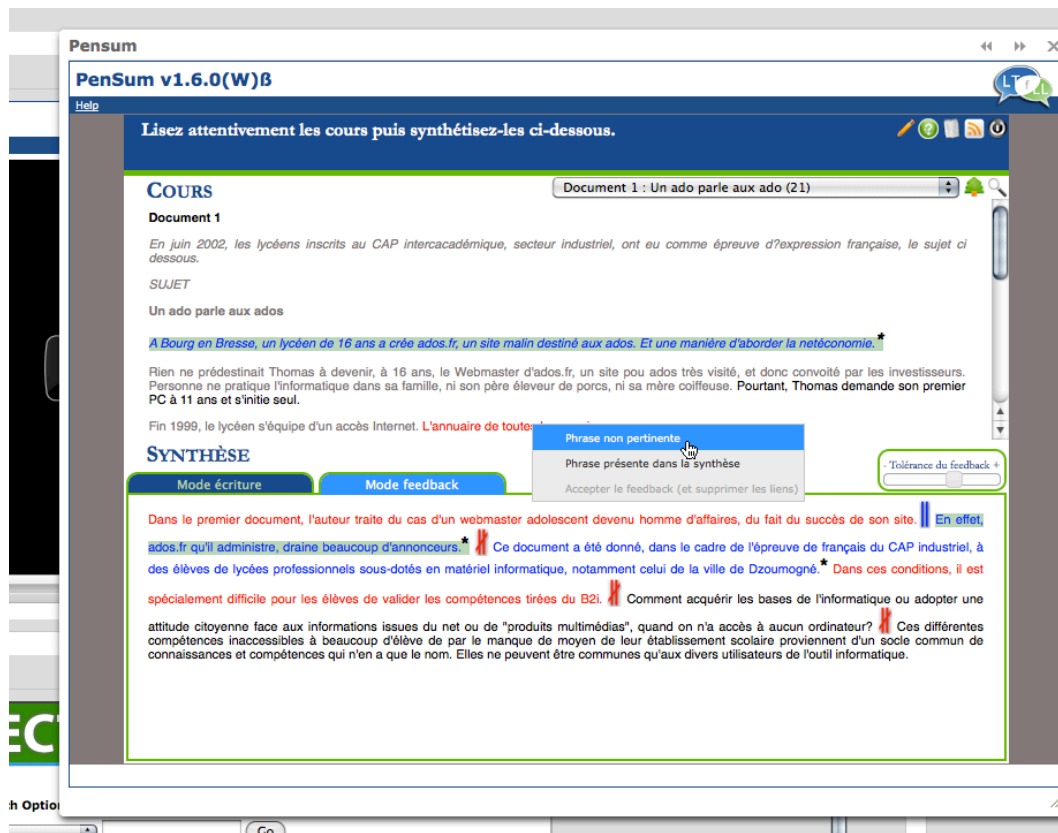 Pensum
PenSum v1.6.0(W)ß
LTfLL
Help
Lisez attentivement les cours puis synthétisez-les ci-dessous.
COURS
Document 1 : Un ado parle aux ado (21)
Document 1
En juin 2002, les lycéens inscrits au CAP intercacadémique, secteur industriel, ont eu comme épreuve d?expression française, le sujet ci
dessous.
SUJET
Un ado parle aux ados
A Bourg en Bresse, un lycéen de 16 ans a crée ados.fr, un site malin destiné aux ados. Et une manière d'aborder la netéconomie.*
Rien ne prédestinait Thomas à devenir, à 16 ans, le Webmaster d'ados.fr, un site pou ados très visité, et donc convoité par les investisseurs.
Personne ne pratique l'informatique dans sa famille, ni son père éleveur de porcs, ni sa mère coiffeuse. Pourtant, Thomas demande son premier
PC à 11 ans et s'initie seul.
Fin 1999, le lycéen s'équipe d'un accès Internet. L'annuaire de toutes
Phrase non pertinente
Phrase présente dans la synthèse
Accepter le feedback (et supprimer les liens)
SYNTHÈSE
- Tolérance du feedback +
Mode écriture
Mode feedback
Dans le premier document, l'auteur traite du cas d'un webmaster adolescent devenu homme d'affaires, du fait du succès de son site. En effet,
ados.fr qu'il administre, draine beaucoup d'annonceurs.* Ce document a été donné, dans le cadre de l'épreuve de français du CAP industriel, à
des élèves de lycées professionnels sous-dotés en matériel informatique, notamment celui de la ville de Dzoumogné.* Dans ces conditions, il est
spécialement difficile pour les élèves de valider les compétences tirées du B2i. Comment acquérir les bases de l'informatique ou adopter une
attitude citoyenne face aux informations issues du net ou de "produits multimédias", quand on n'a accès à aucun ordinateur? Ces différentes
compétences inaccessibles à beaucoup d'élève de par le manque de moyen de leur établissement scolaire proviennent d'un socle commun de
connaissances et compétences qui n'en a que le nom. Elles ne peuvent être communes qu'aux divers utilisateurs de l'outil informatique.
EC
h Optio
Go